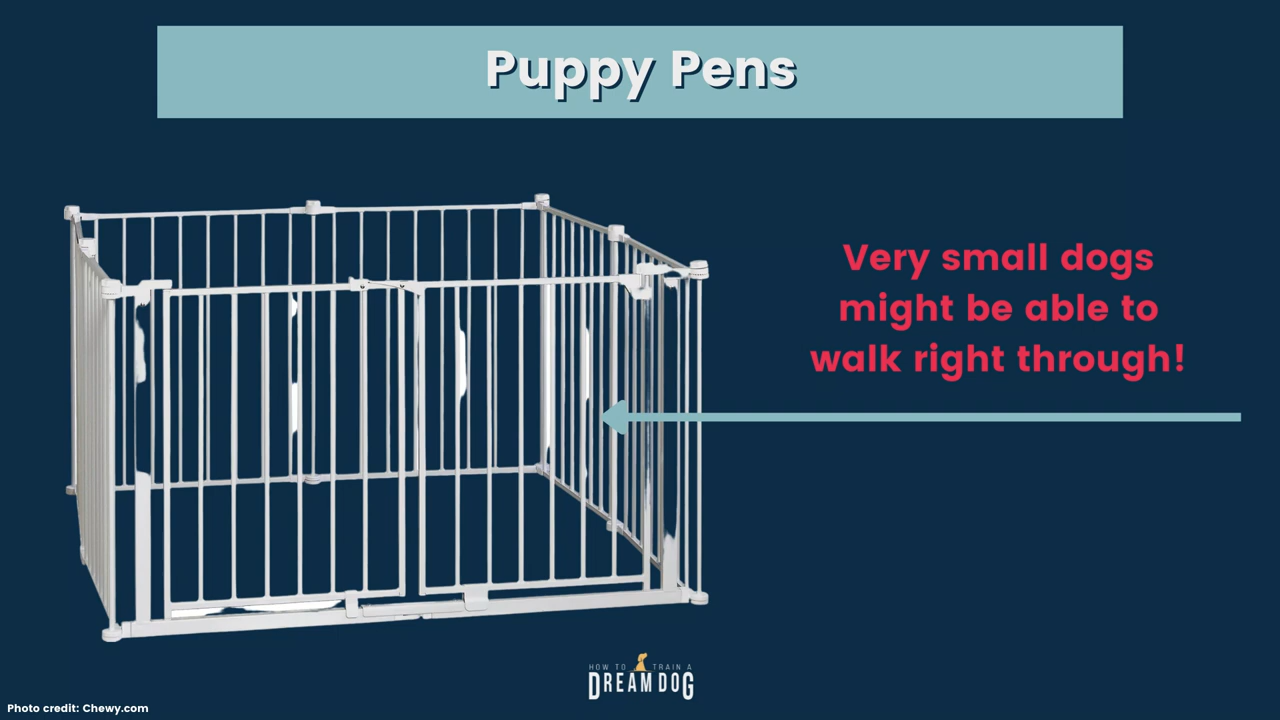 Puppy Pens
Very small dogs
might be able to
walk right through!
HOW TO TRAIN A
DREAM DOG
Photo credit: Chewy.com